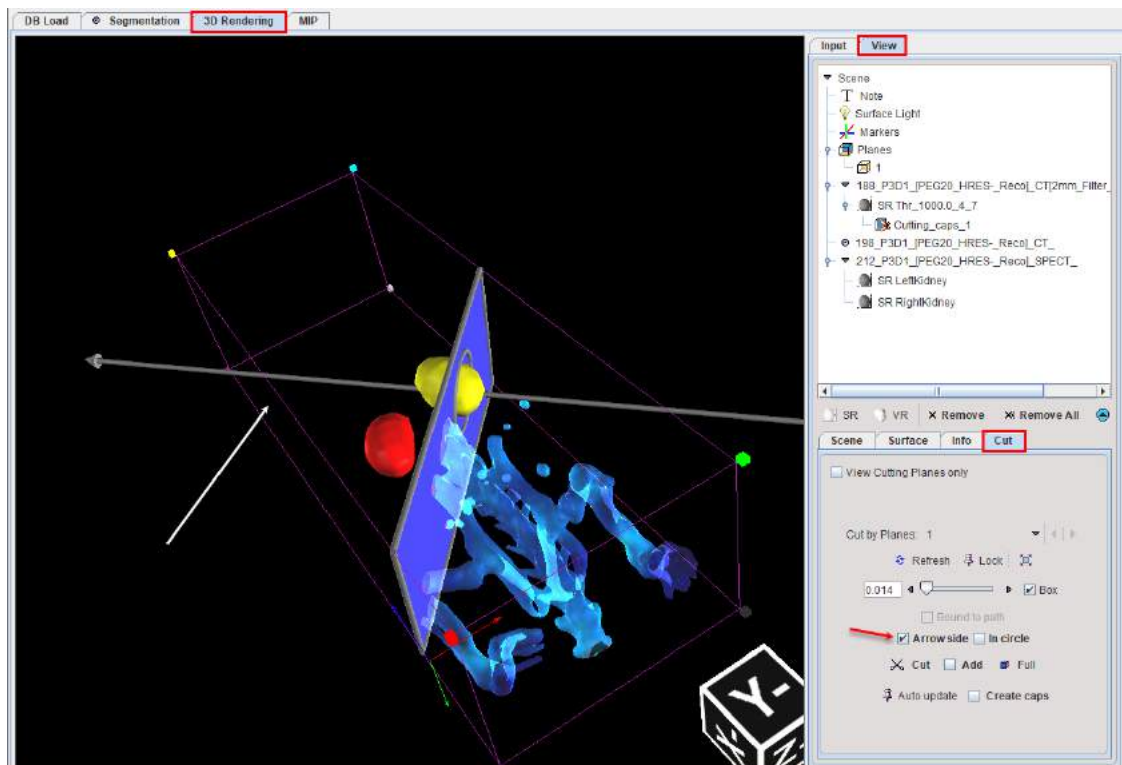 DB Load Segmentation 3D Rendering MIP
Input View
Scene
Note
Surface Light
Markers
Planes
1
188_P3D1_[PEG20_HRES-_Reco]_CT[2mm_Filter_
SR Thr_1000.0_4_7
Cutting_caps_1
198_P3D1_[PEG20_HRES-_Reco]_CT_
212_P3D1_[PEG20_HRES-_Reco]_SPECT_
SR LeftKidney
SR RightKidney
SR VR Remove Remove All
Scene Surface Info Cut
View Cutting Planes only
Cut by Planes: 1
Refresh Lock
0.014 Box
Bound to path
Arrow side In circle
Cut Add Full
Auto update Create caps
Y-
X- Z-